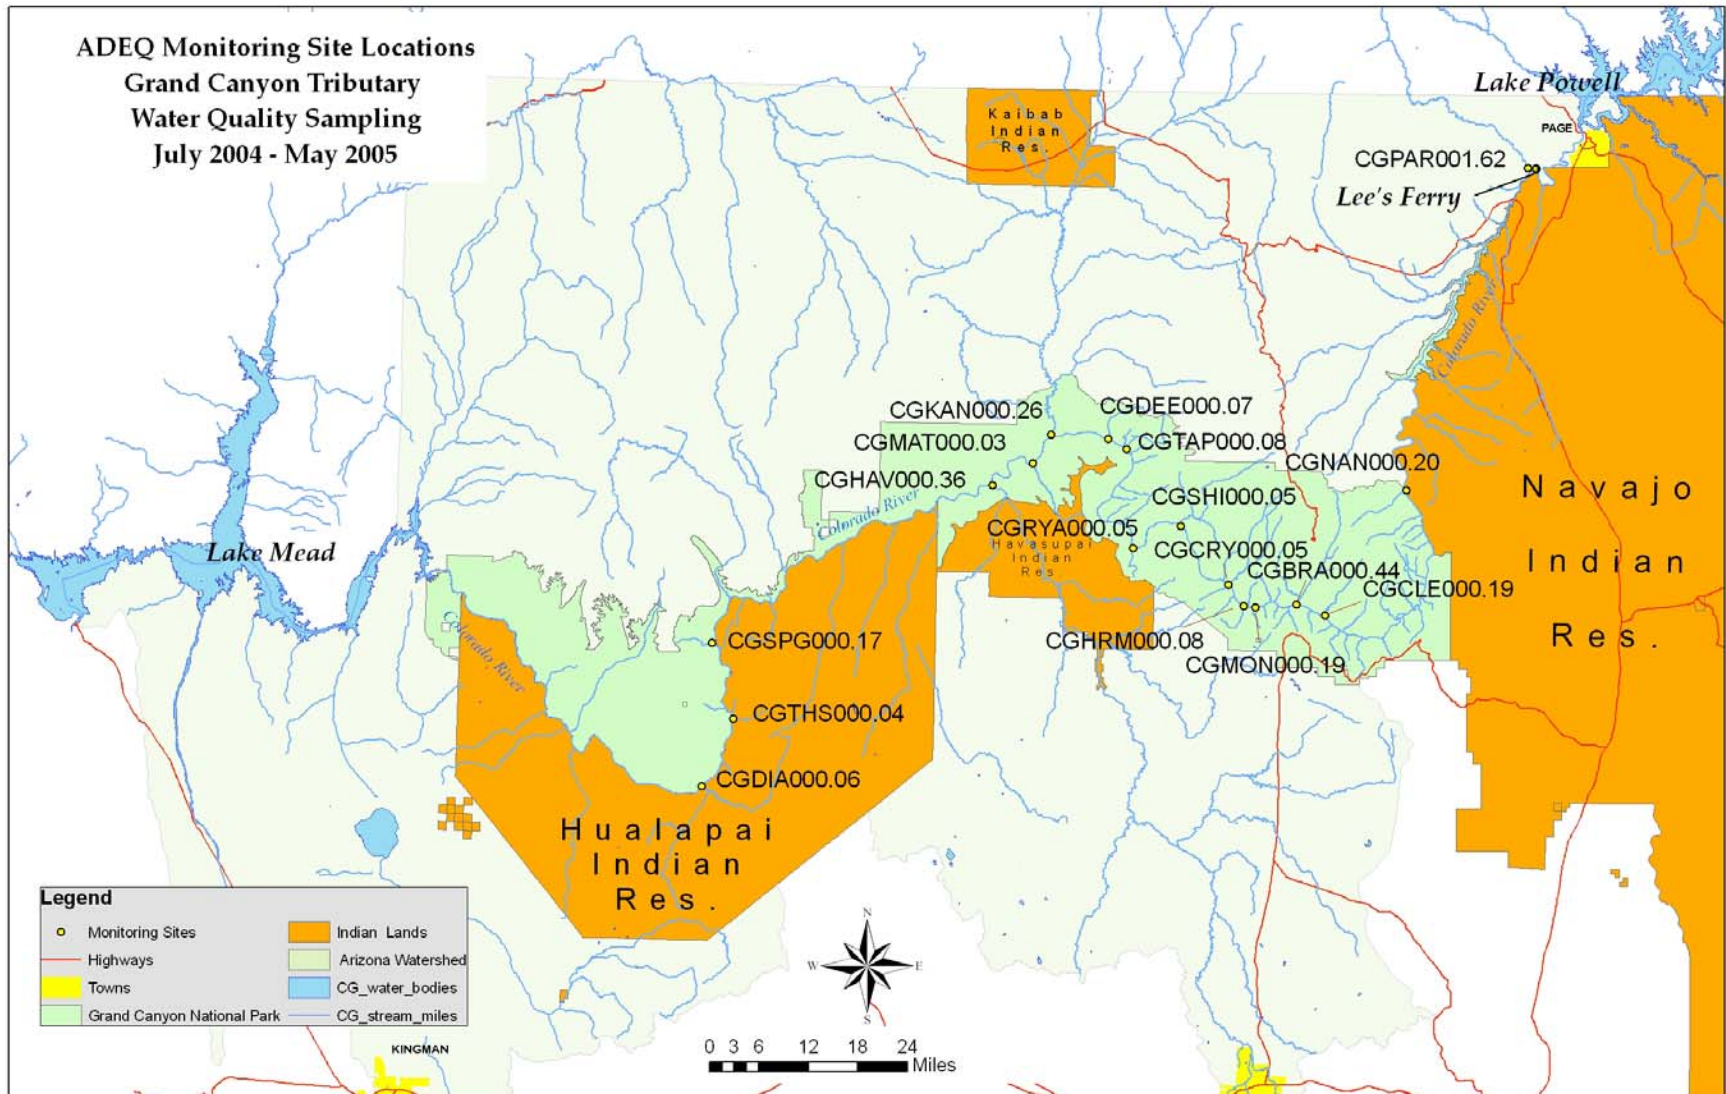 ADEQ Monitoring Site Locations
Grand Canyon Tributary
Water Quality Sampling
July 2004 - May 2005
Lake Powell
Kaibab
Indian
Res.
PAGE
CGPAR001.62
Lee's Ferry
Colorado River
CGKAN000.26
CGDEE000.07
CGMAT000.03
CGTAP000.08
CGHAV000.36
CGNAN000.20
CGSHI000.05
Colorado River
CGRYA000.05
Havasupai
Indian
Res
CGCRY000.05
CGBRA000.44
CGCLE000.19
CGHRM000.08
CGMON000.19
Navajo
Indian
Res.
Lake Mead
Colorado River
CGSPG000.17
CGTHS000.04
CGDIA000.06
Hualapai
Indian
Res.
Legend
Monitoring Sites
Highways
Towns
Grand Canyon National Park
Indian Lands
Arizona Watershed
CG_water_bodies
CG_stream_miles
N
W E
S
KINGMAN
0 3 6 12 18 24
Miles